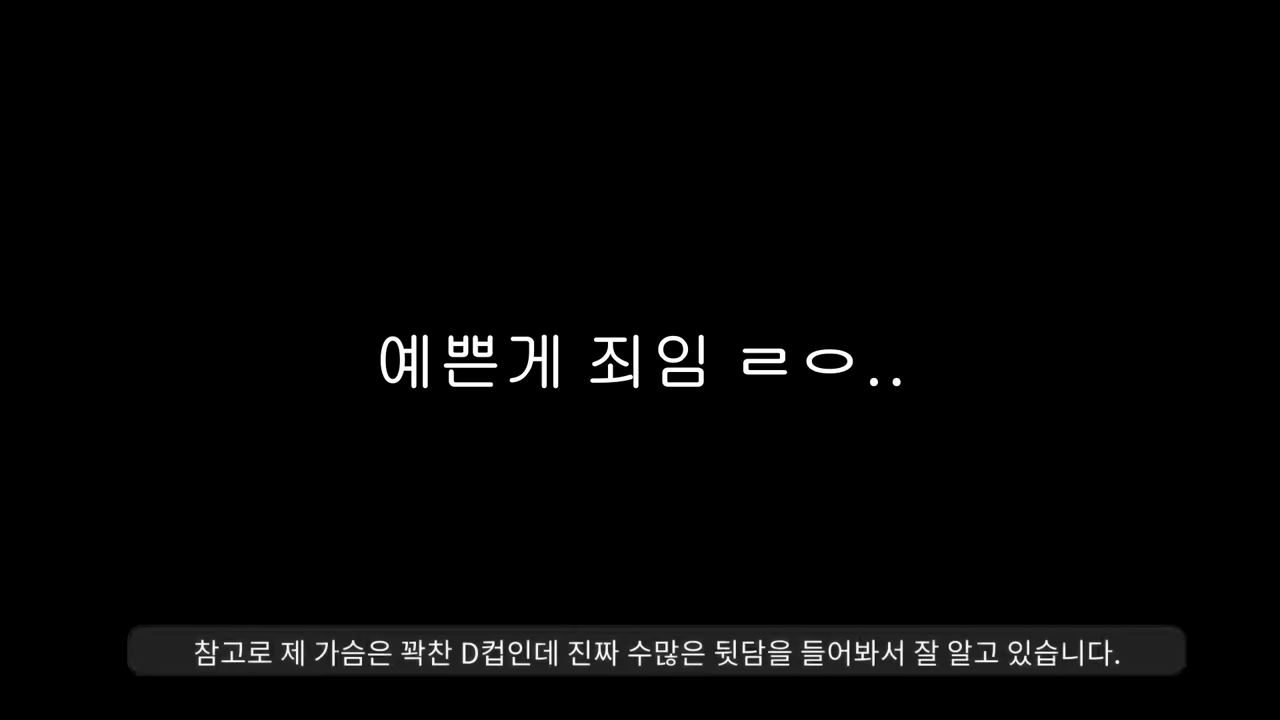 예쁜게 죄임 ㄹㅇ..
참고로 제 가슴은 꽉찬 D컵인데 진짜 수많은 뒷담을 들어봐서 잘 알고 있습니다.